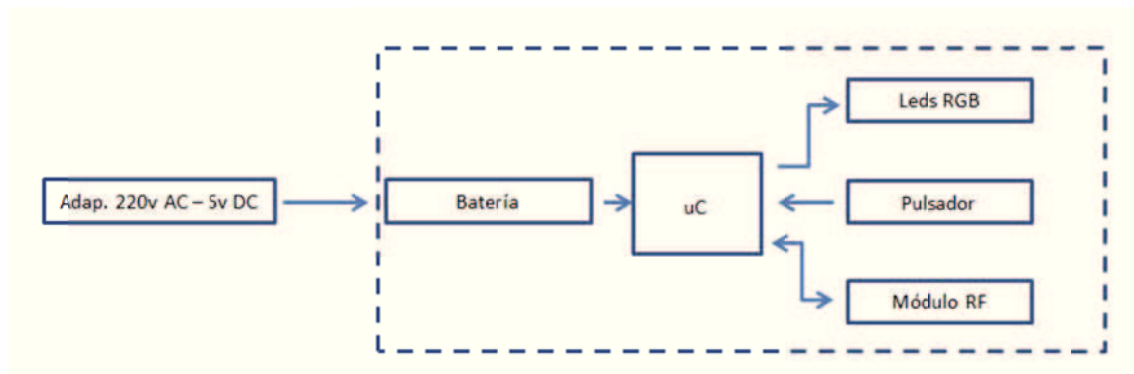 Leds RGB
Adap. 220v AC – 5v DC
Batería
uC
Pulsador
Módulo RF